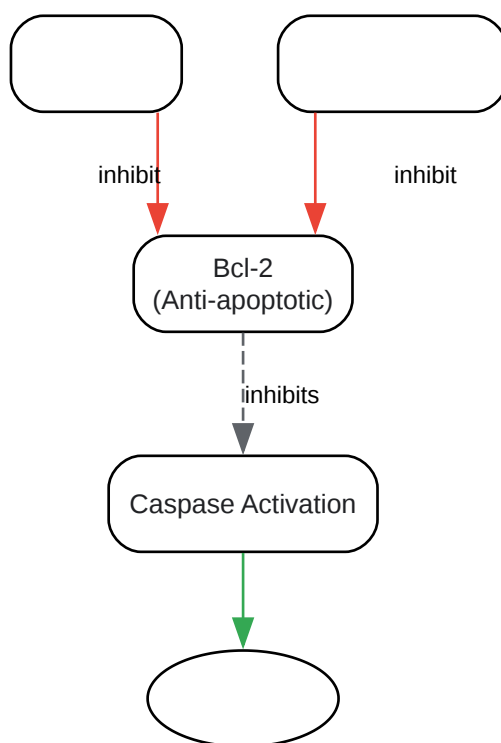 inhibit
inhibit
Bcl-2
(Anti-apoptotic)
inhibits
Caspase Activation